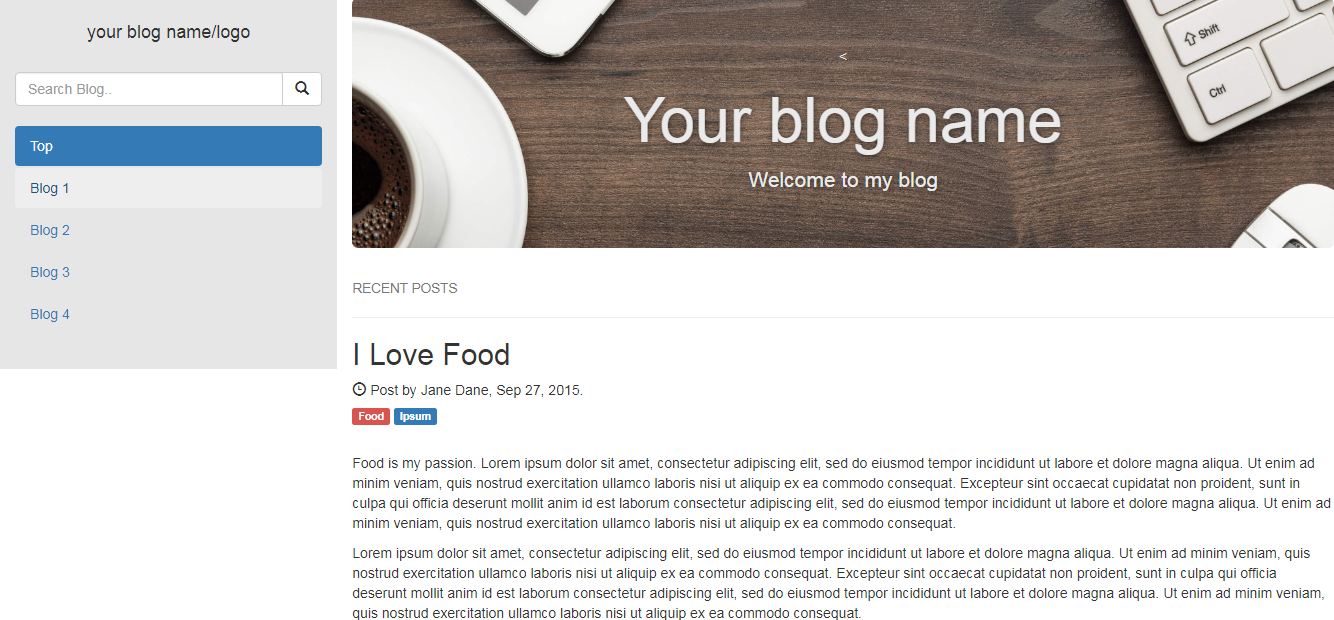 your blog name/logo
Search Blog..
Top
Blog 1
Blog 2
Blog 3
Blog 4
Shift
Ctrl
<
Your blog name
Welcome to my blog
RECENT POSTS
I Love Food
Post by Jane Dane, Sep 27, 2015.
Food Ipsum
Food is my passion. Lorem ipsum dolor sit amet, consectetur adipiscing elit, sed do eiusmod tempor incididunt ut labore et dolore magna aliqua. Ut enim ad
minim veniam, quis nostrud exercitation ullamco laboris nisi ut aliquip ex ea commodo consequat. Excepteur sint occaecat cupidatat non proident, sunt in
culpa qui officia deserunt mollit anim id est laborum consectetur adipiscing elit, sed do eiusmod tempor incididunt ut labore et dolore magna aliqua. Ut enim ad
minim veniam, quis nostrud exercitation ullamco laboris nisi ut aliquip ex ea commodo consequat.
Lorem ipsum dolor sit amet, consectetur adipiscing elit, sed do eiusmod tempor incididunt ut labore et dolore magna aliqua. Ut enim ad minim veniam, quis
nostrud exercitation ullamco laboris nisi ut aliquip ex ea commodo consequat. Excepteur sint occaecat cupidatat non proident, sunt in culpa qui officia
deserunt mollit anim id est laborum consectetur adipiscing elit, sed do eiusmod tempor incididunt ut labore et dolore magna aliqua. Ut enim ad minim veniam,
quis nostrud exercitation ullamco laboris nisi ut aliquip ex ea commodo consequat.